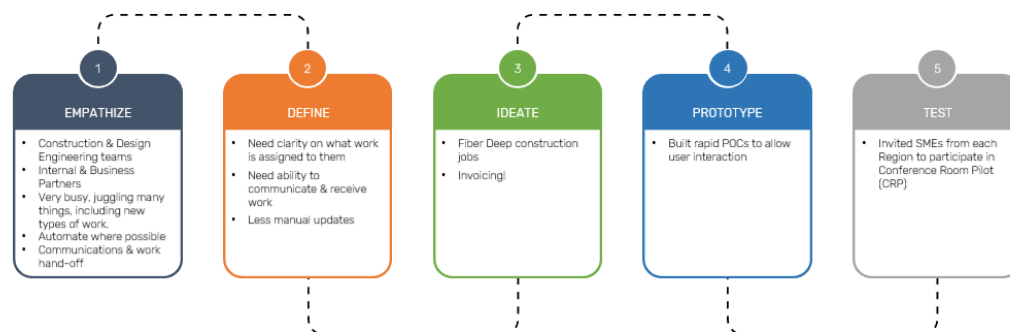 1
EMPATHIZE
• Construction & Design
Engineering teams
• Internal & Business
Partners
• Very busy, juggling many
things, including new
types of work.
• Automate where possible
• Communications & work
hand-off
2
DEFINE
• Need clarity on what work
is assigned to them
• Need ability to
communicate & receive
work
• Less manual updates
3
IDEATE
• Fiber Deep construction
jobs
• Invoicing!
4
PROTOTYPE
• Built rapid POCs to allow
user interaction
5
TEST
• Invited SMEs from each
Region to participate in
Conference Room Pilot
(CRP)